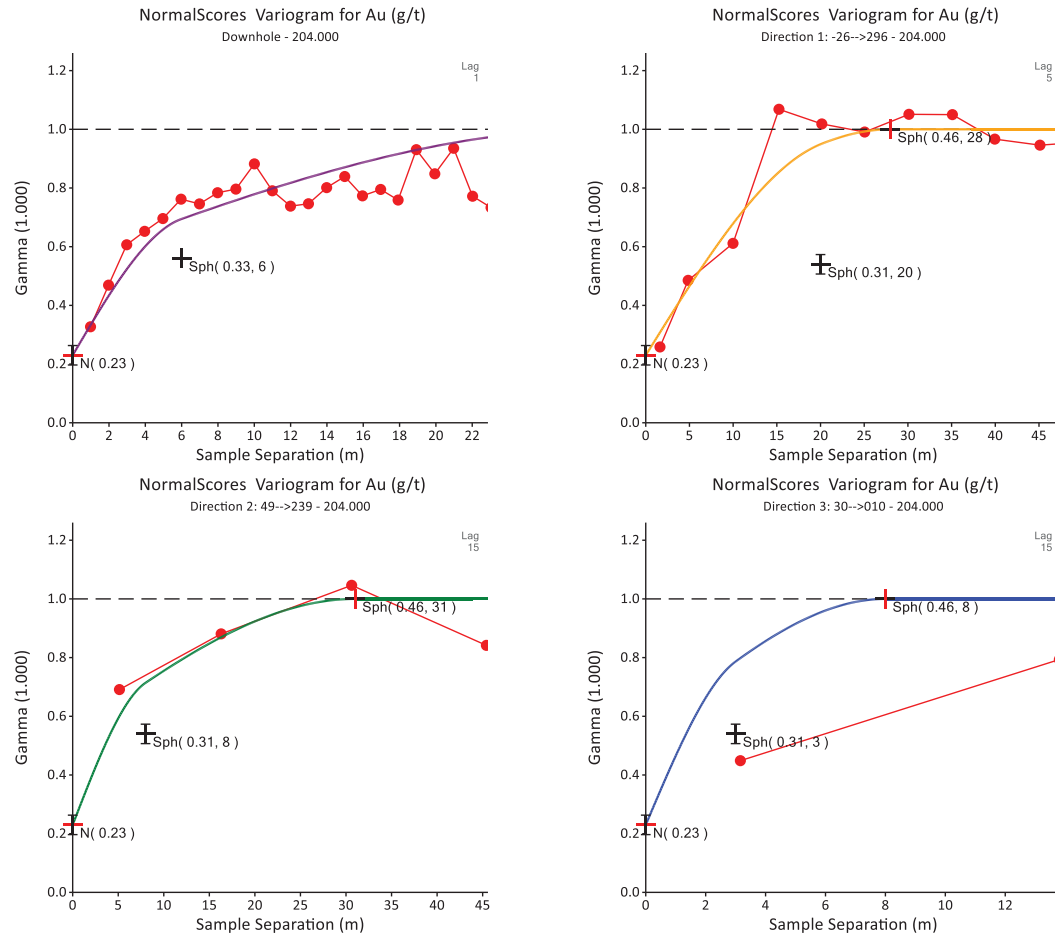 NormalScores Variogram for Au (g/t)
Downhole - 204.000
Lag
1
Gamma (1.000)
1.2
1.0
0.8
0.6
0.4
0.2
0.0
Sph( 0.33, 6 )
N( 0.23 )
0 2 4 6 8 10 12 14 16 18 20 22
Sample Separation (m)
NormalScores Variogram for Au (g/t)
Direction 1: -26-->296 - 204.000
Lag
5
Gamma (1.000)
1.2
1.0
0.8
0.6
0.4
0.2
0.0
Sph( 0.46, 28 )
Sph( 0.31, 20 )
N( 0.23 )
0 5 10 15 20 25 30 35 40 45
Sample Separation (m)
NormalScores Variogram for Au (g/t)
Direction 2: 49-->239 - 204.000
Lag
15
Gamma (1.000)
1.2
1.0
0.8
0.6
0.4
0.2
0.0
Sph( 0.46, 31 )
Sph( 0.31, 8 )
N( 0.23 )
0 5 10 15 20 25 30 35 40 45
Sample Separation (m)
NormalScores Variogram for Au (g/t)
Direction 3: 30-->010 - 204.000
Lag
15
Gamma (1.000)
1.2
1.0
0.8
0.6
0.4
0.2
0.0
Sph( 0.46, 8 )
Sph( 0.31, 3 )
N( 0.23 )
0 2 4 6 8 10 12
Sample Separation (m)